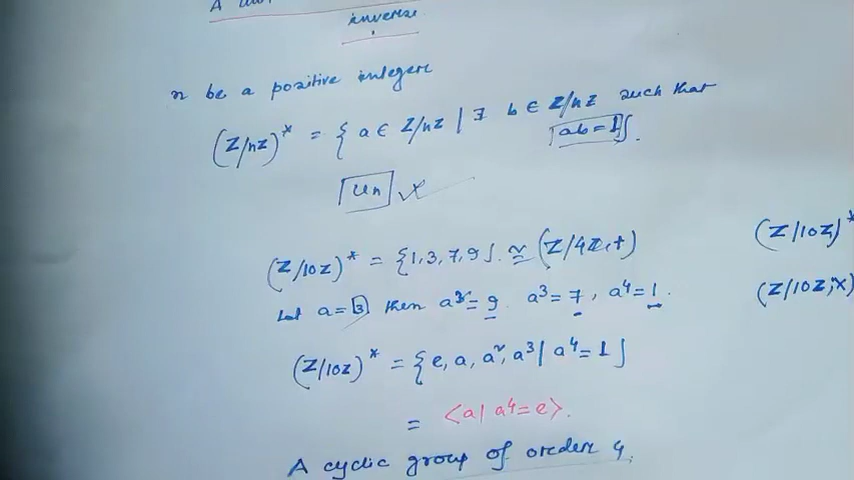 A
inverse
n be a positive integer
(Z/nZ)* = { a ∈ Z/nZ | ∃ b ∈ Z/nZ such that
ab = 1}.
Un
(Z/10Z)* = {1,3,7,9}. ≃ (Z/4Z,+)
(Z/10Z)*
Let a = 3 then a² = 9 a³ = 7, a⁴ = 1.
(Z/10Z,×)
(Z/10Z)* = {e, a, a², a³ | a⁴ = 1}
= <a | a⁴ = e>.
A cyclic group of order 4.